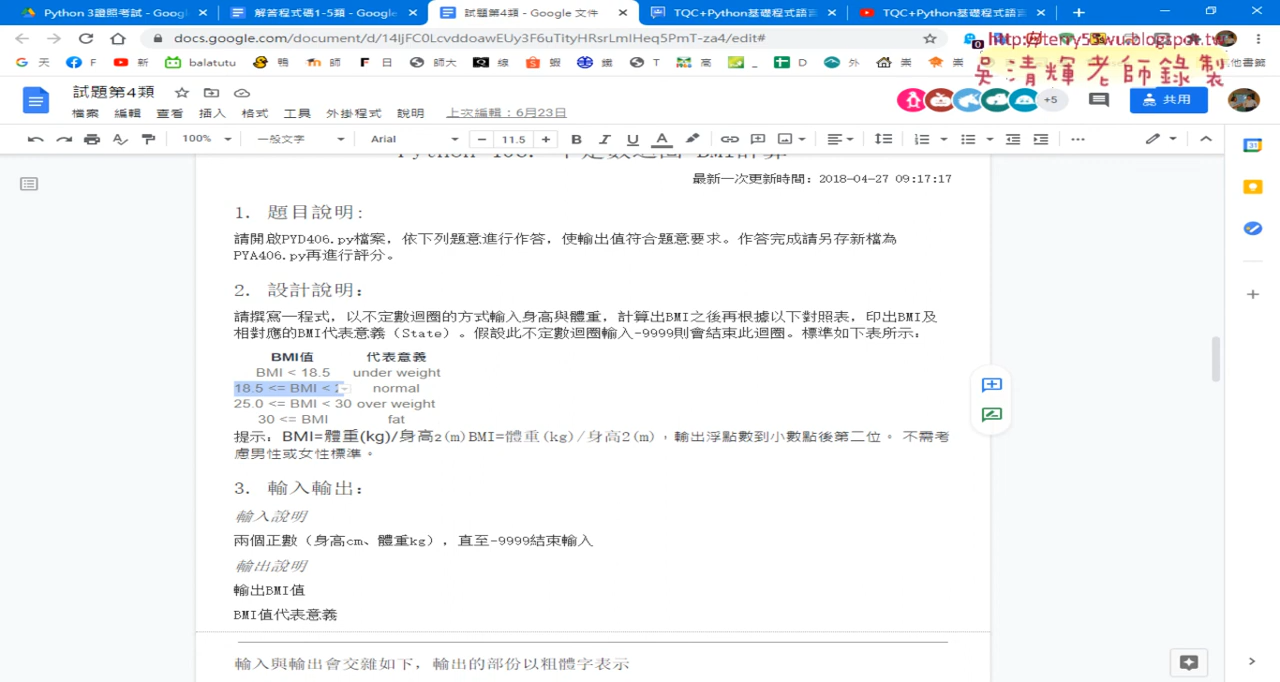 Python 3證照考試 - Googl
解答程式碼1-5類 - Google
試題第4類 - Google 文件
TQC+Python基礎程式語言
TQC+Python基礎程式語言
docs.google.com/document/d/14IjFC0LcvddoawEUy3F6uTityHRsrLmIHeq5PmT-za4/edit#
http://terry55wu.blogspot.tw
吳清輝老師錄製
天 F 新 balatutu 鴨 師 F 日 師大 線 蝦 鐵 T 高 _ D 外 崇 崇
試題第4類
檔案 編輯 查看 插入 格式 工具 外掛程式 說明 上次編輯:6月23日
+5
共用
100% 一般文字 Arial 11.5 B I U A
最新一次更新時間:2018-04-27 09:17:17
1. 題目說明:
請開啟PYD406.py檔案,依下列題意進行作答,使輸出值符合題意要求。作答完成請另存新檔為
PYA406.py再進行評分。
2. 設計說明:
請撰寫一程式,以不定數迴圈的方式輸入身高與體重,計算出BMI之後再根據以下對照表,印出BMI及
相對應的BMI代表意義(State)。假設此不定數迴圈輸入-9999則會結束此迴圈。標準如下表所示:
BMI值 代表意義
BMI < 18.5 under weight
18.5 <= BMI < normal
25.0 <= BMI < 30 over weight
30 <= BMI fat
提示:BMI=體重(kg)/身高2(m)BMI=體重(kg)/身高2(m),輸出浮點數到小數點後第二位。 不需考
慮男性或女性標準。
3. 輸入輸出:
輸入說明
兩個正數(身高cm、體重kg),直至-9999結束輸入
輸出說明
輸出BMI值
BMI值代表意義
輸入與輸出會交雜如下,輸出的部份以粗體字表示